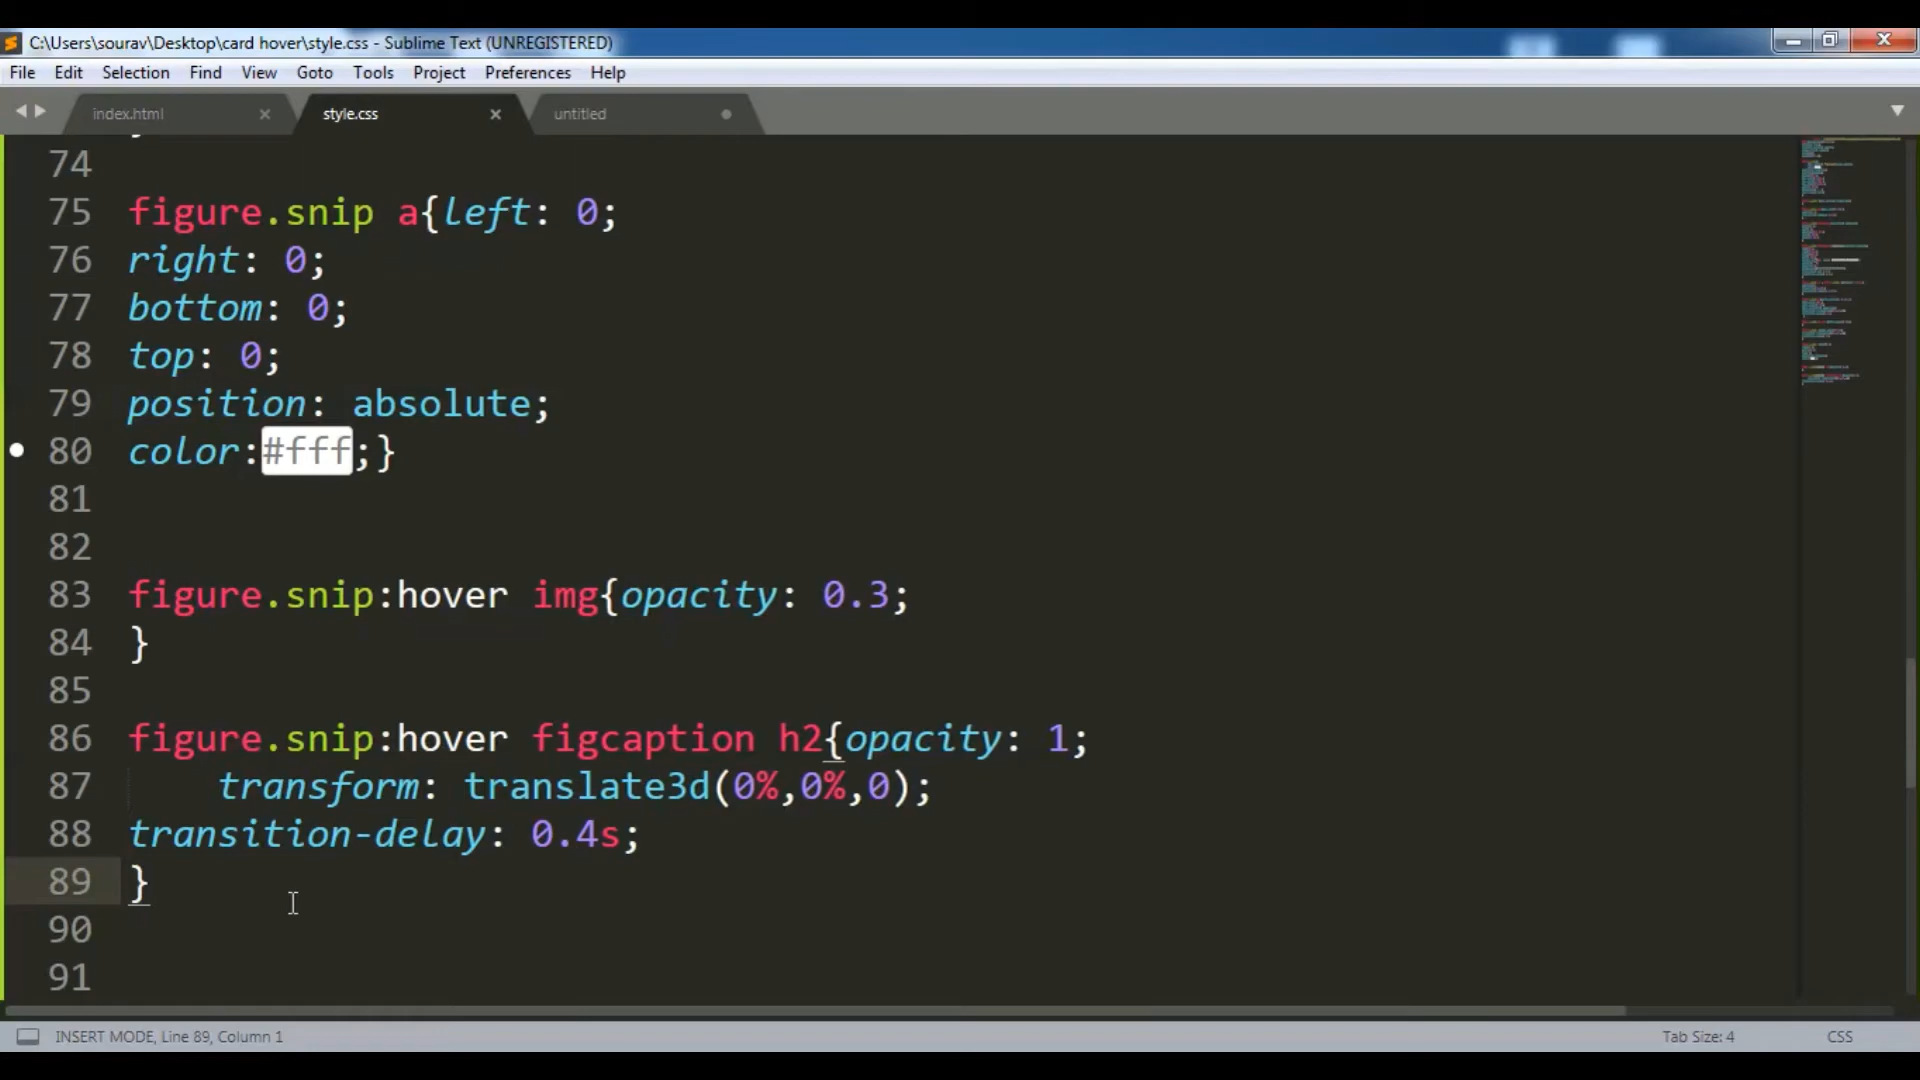 C:\Users\sourav\Desktop\card hover\style.css - Sublime Text (UNREGISTERED)
File Edit Selection Find View Goto Tools Project Preferences Help
index.html style.css untitled
74
75 figure.snip a{left: 0;
76 right: 0;
77 bottom: 0;
78 top: 0;
79 position: absolute;
80 color:#fff;}
81
82
83 figure.snip:hover img{opacity: 0.3;
84 }
85
86 figure.snip:hover figcaption h2{opacity: 1;
87 transform: translate3d(0%,0%,0);
88 transition-delay: 0.4s;
89 }
90
91
INSERT MODE, Line 89, Column 1 Tab Size: 4 CSS